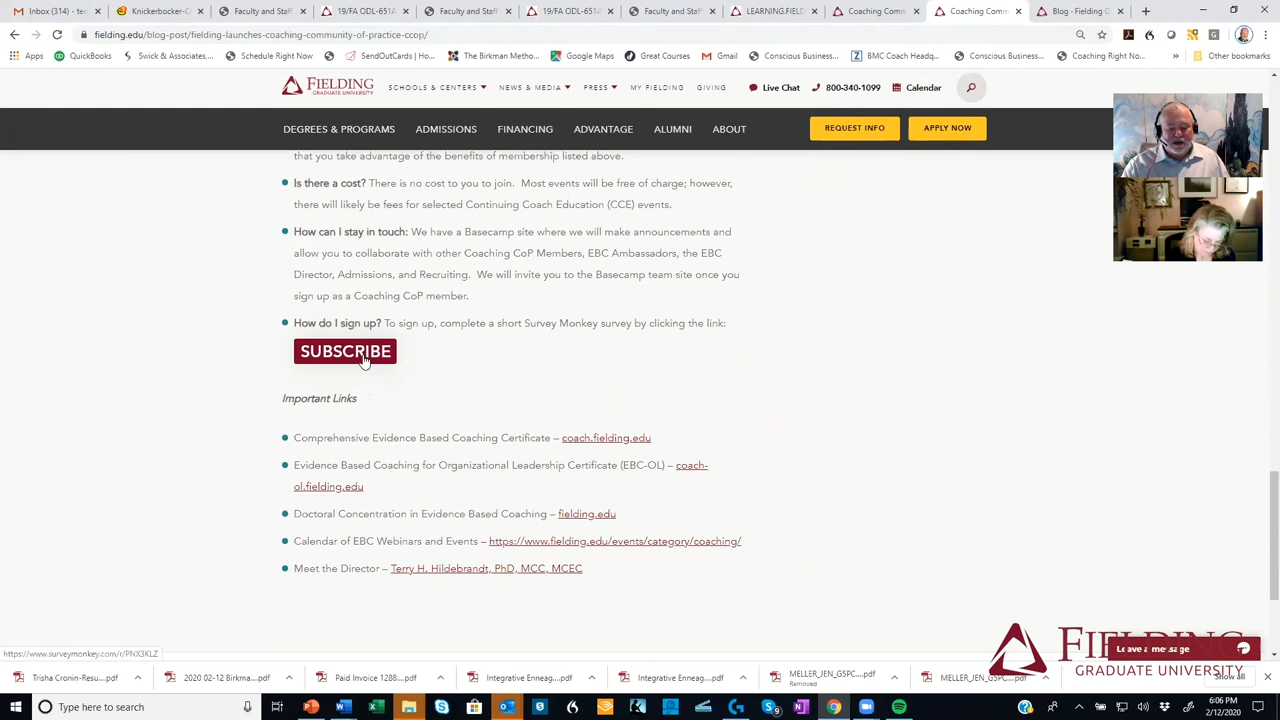 Inbox (314) - ten
Knickerbocker-C
19/FA ODL-651A
Faculty and Staff
19/FA ODL-651A
Faculty and Staff
LEARNING.FIELD
Coaching Com
Coaching Com
Blog - Fielding G
fielding.edu/blog-post/fielding-launches-coaching-community-of-practice-ccop/
Apps
QuickBooks
Swick & Associates,...
Schedule Right Now
SendOutCards | Ho...
The Birkman Metho...
Google Maps
Great Courses
Gmail
Conscious Business...
BMC Coach Headq...
Conscious Business...
Coaching Right No...
»
Other bookmarks
FIELDING
GRADUATE UNIVERSITY
SCHOOLS & CENTERS
NEWS & MEDIA
PRESS
MY FIELDING
GIVING
Live Chat
800-340-1099
Calendar
DEGREES & PROGRAMS
ADMISSIONS
FINANCING
ADVANTAGE
ALUMNI
ABOUT
REQUEST INFO
APPLY NOW
that you take advantage of the benefits of membership listed above.
Is there a cost? There is no cost to you to join. Most events will be free of charge; however,
there will likely be fees for selected Continuing Coach Education (CCE) events.
How can I stay in touch: We have a Basecamp site where we will make announcements and
allow you to collaborate with other Coaching CoP Members, EBC Ambassadors, the EBC
Director, Admissions, and Recruiting. We will invite you to the Basecamp team site once you
sign up as a Coaching CoP member.
How do I sign up? To sign up, complete a short Survey Monkey survey by clicking the link:
SUBSCRIBE
Important Links
Comprehensive Evidence Based Coaching Certificate – coach.fielding.edu
Evidence Based Coaching for Organizational Leadership Certificate (EBC-OL) – coach-
ol.fielding.edu
Doctoral Concentration in Evidence Based Coaching – fielding.edu
Calendar of EBC Webinars and Events – https://www.fielding.edu/events/category/coaching/
Meet the Director – Terry H. Hildebrandt, PhD, MCC, MCEC
https://www.surveymonkey.com/r/PNX3KLZ
FIELDING
Leave a message
GRADUATE UNIVERSITY
Trisha Cronin-Resu....pdf
2020 02-12 Birkma....pdf
Paid Invoice 1288....pdf
Integrative Enneag....pdf
Integrative Enneag....pdf
MELLER_JEN_G5PC....pdf
Removed
MELLER_JEN_G5PC....pdf
Show all
Type here to search
6:06 PM
2/12/2020